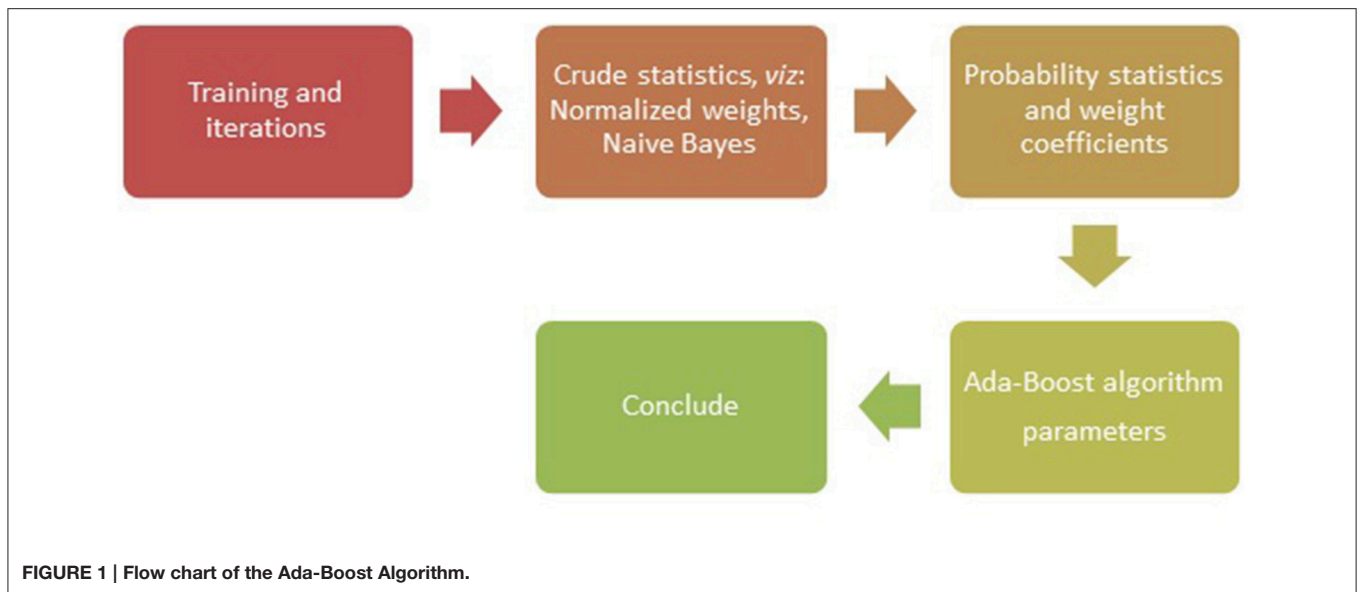 Training and
iterations
Crude statistics, viz:
Normalized weights,
Naive Bayes
Probability statistics
and weight
coefficients
Ada-Boost algorithm
parameters
Conclude
FIGURE 1 | Flow chart of the Ada-Boost Algorithm.